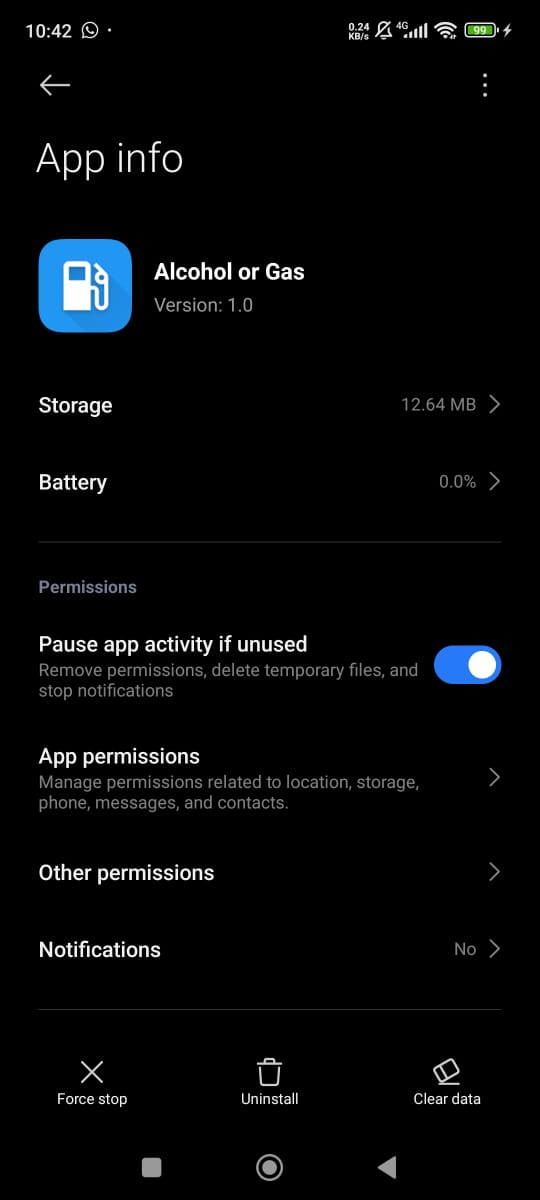 10:42
0.24
KB/s
4G
99
App info
Alcohol or Gas
Version: 1.0
Storage
12.64 MB
Battery
0.0%
Permissions
Pause app activity if unused
Remove permissions, delete temporary files, and
stop notifications
App permissions
Manage permissions related to location, storage,
phone, messages, and contacts.
Other permissions
Notifications
No
Force stop
Uninstall
Clear data